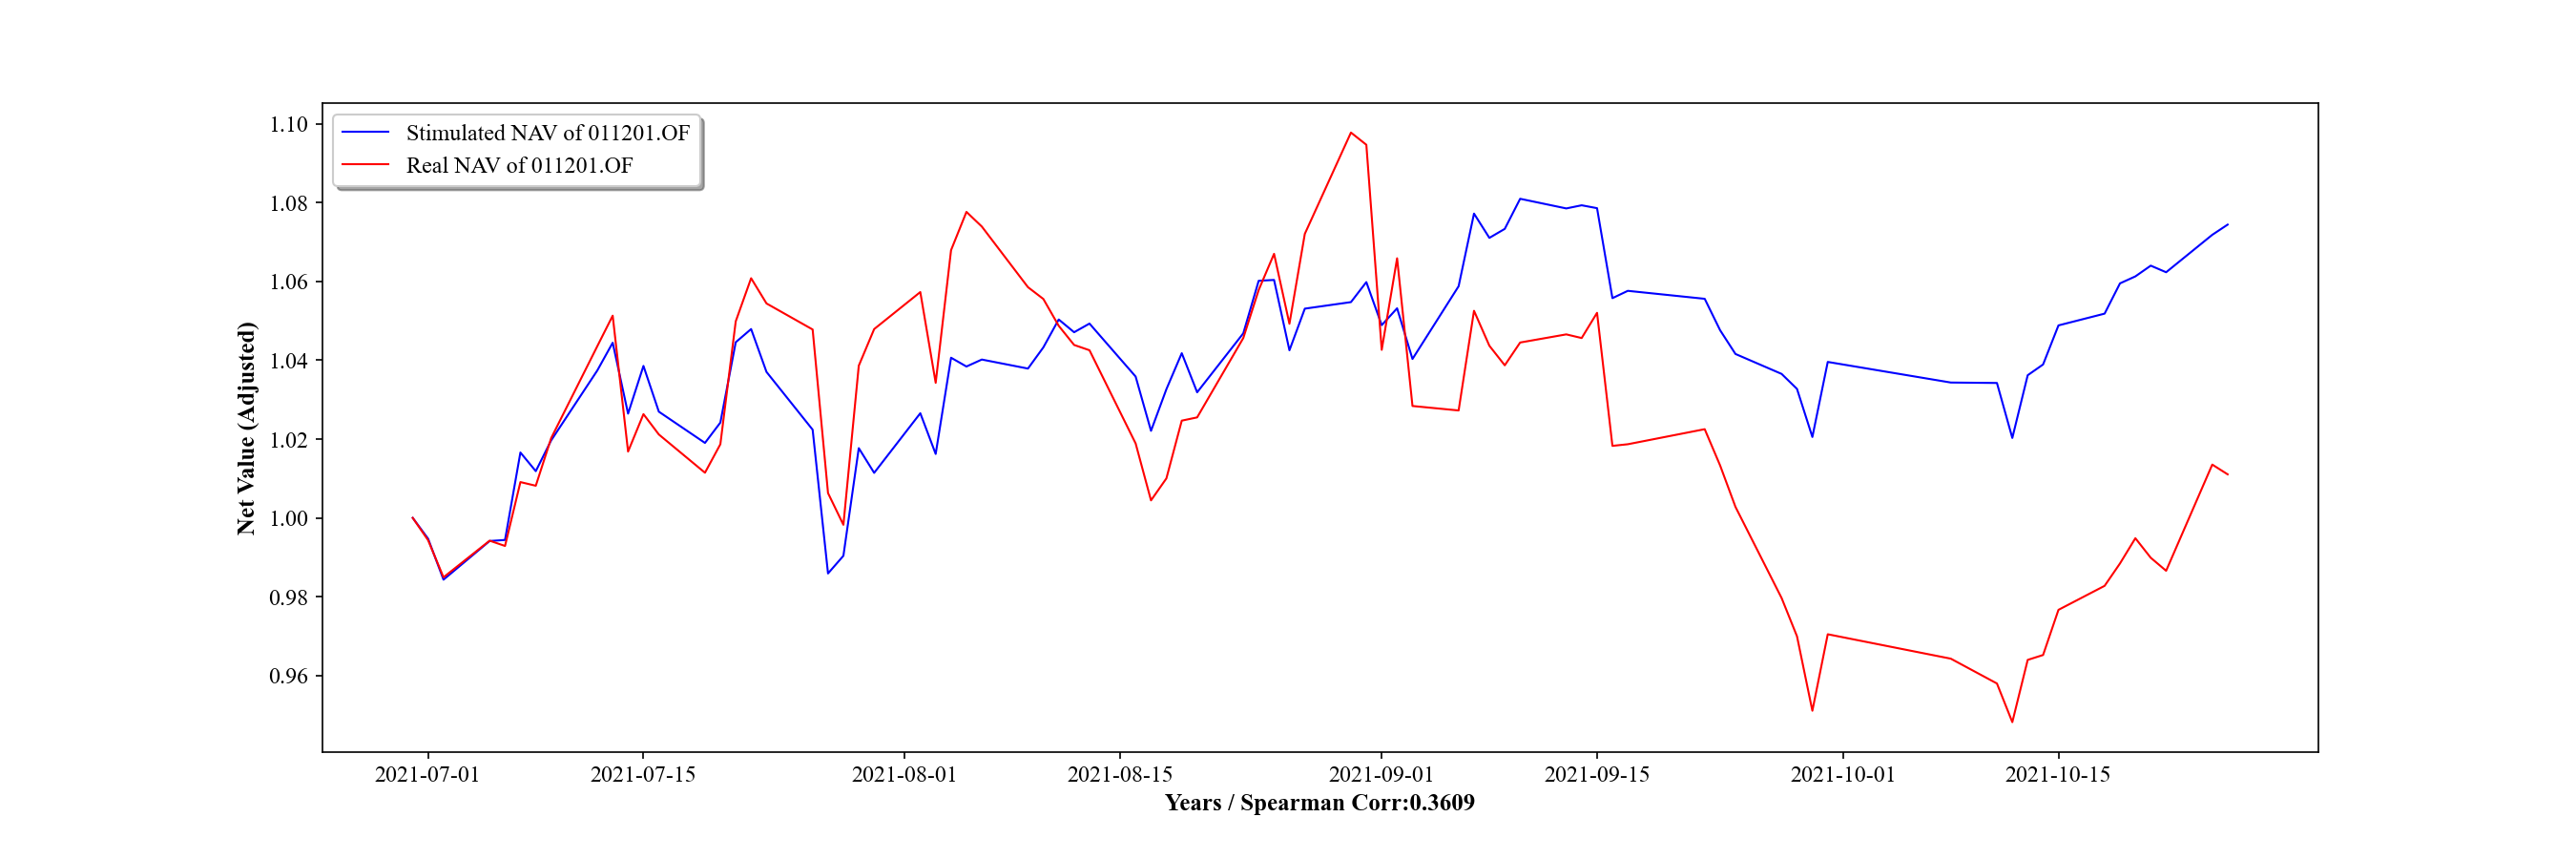 Stimulated NAV of 011201.OF
Real NAV of 011201.OF
Net Value (Adjusted)
1.10
1.08
1.06
1.04
1.02
1.00
0.98
0.96
2021-07-01 2021-07-15 2021-08-01 2021-08-15 2021-09-01 2021-09-15 2021-10-01 2021-10-15
Years / Spearman Corr:0.3609